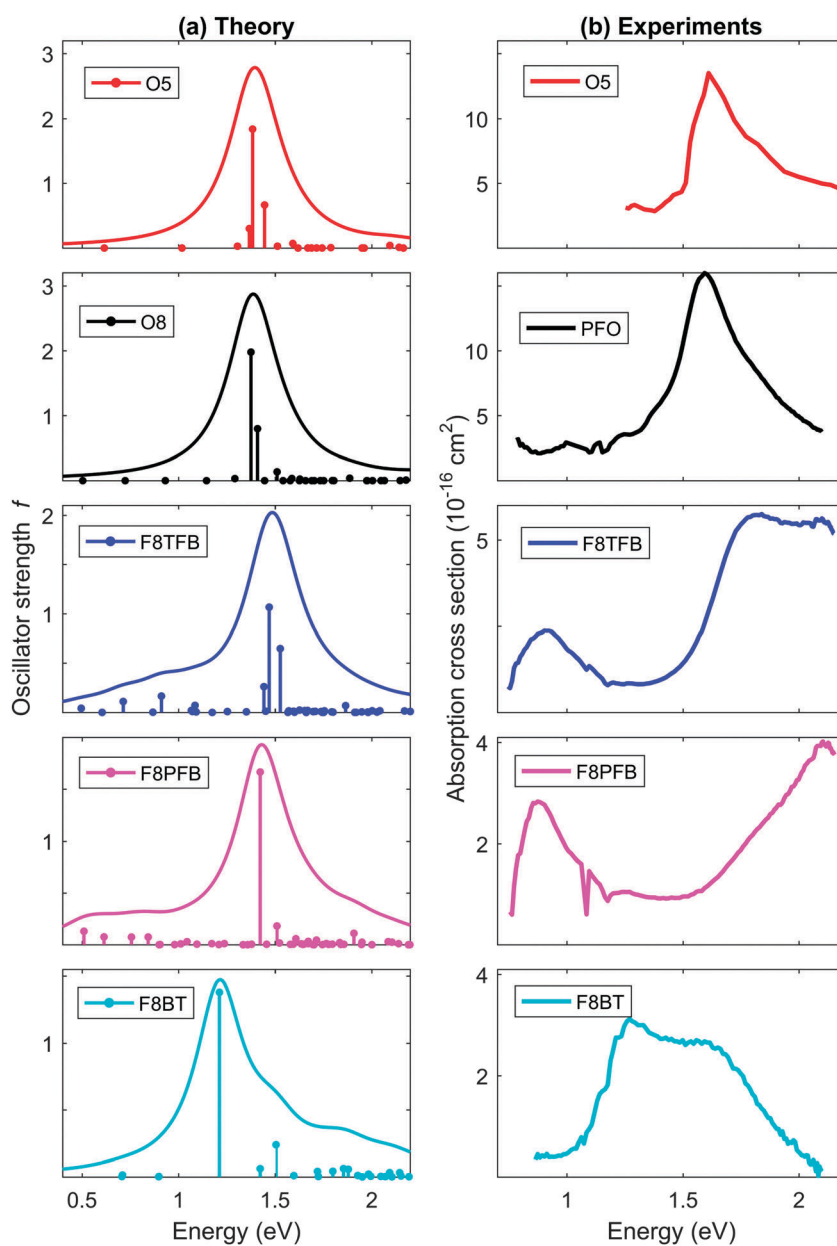 (a) Theory
(b) Experiments
3
2
1
O5
10
5
O5
3
2
1
O8
10
5
PFO
2
1
F8TFB
5
F8TFB
1
F8PFB
4
2
F8PFB
1
F8BT
4
2
F8BT
0.5 1 1.5 2
1 1.5 2
Energy (eV)
Energy (eV)
Oscillator strength f
Absorption cross section (10⁻¹⁶ cm²)